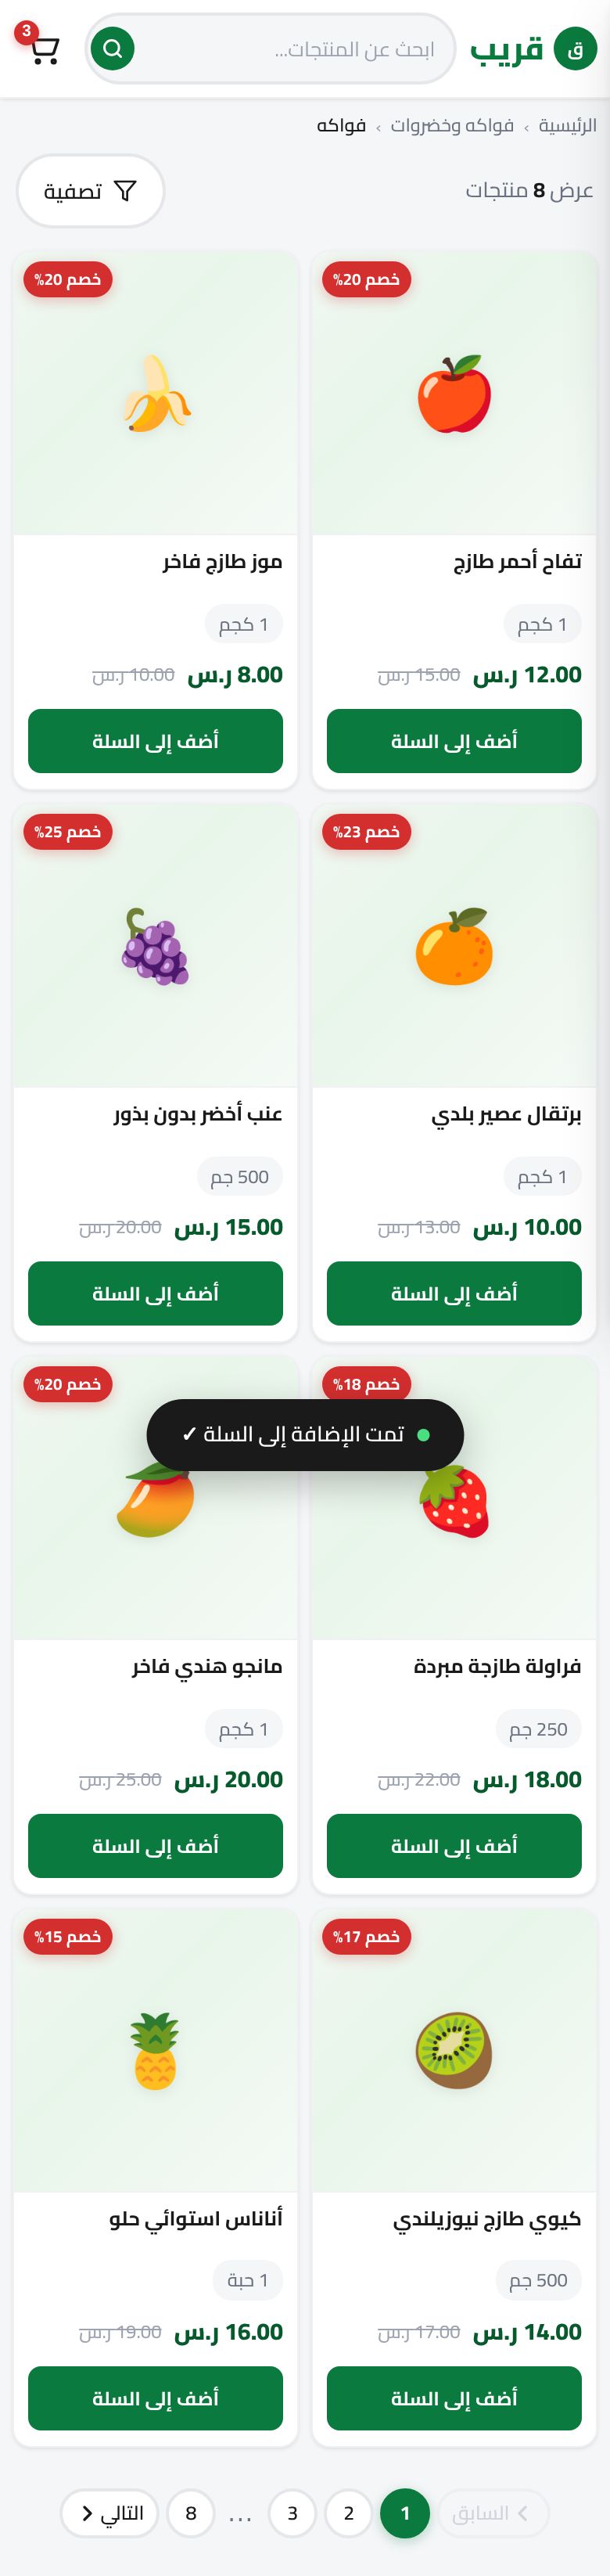 ق قريب
ابحث عن المنتجات...
3
الرئيسية › فواكه وخضروات › فواكه
عرض 8 منتجات
تصفية
خصم 20%
تفاح أحمر طازج
1 كجم
12.00 ر.س 15.00 ر.س
أضف إلى السلة
خصم 20%
موز طازج فاخر
1 كجم
8.00 ر.س 10.00 ر.س
أضف إلى السلة
خصم 23%
برتقال عصير بلدي
1 كجم
10.00 ر.س 13.00 ر.س
أضف إلى السلة
خصم 25%
عنب أخضر بدون بذور
500 جم
15.00 ر.س 20.00 ر.س
أضف إلى السلة
خصم 18%
تمت الإضافة إلى السلة ✓
فراولة طازجة مبردة
250 جم
18.00 ر.س 22.00 ر.س
أضف إلى السلة
خصم 20%
مانجو هندي فاخر
1 كجم
20.00 ر.س 25.00 ر.س
أضف إلى السلة
خصم 17%
كيوي طازج نيوزيلندي
500 جم
14.00 ر.س 17.00 ر.س
أضف إلى السلة
خصم 15%
أناناس استوائي حلو
1 حبة
16.00 ر.س 19.00 ر.س
أضف إلى السلة
السابق 1 2 3 ... 8 التالي